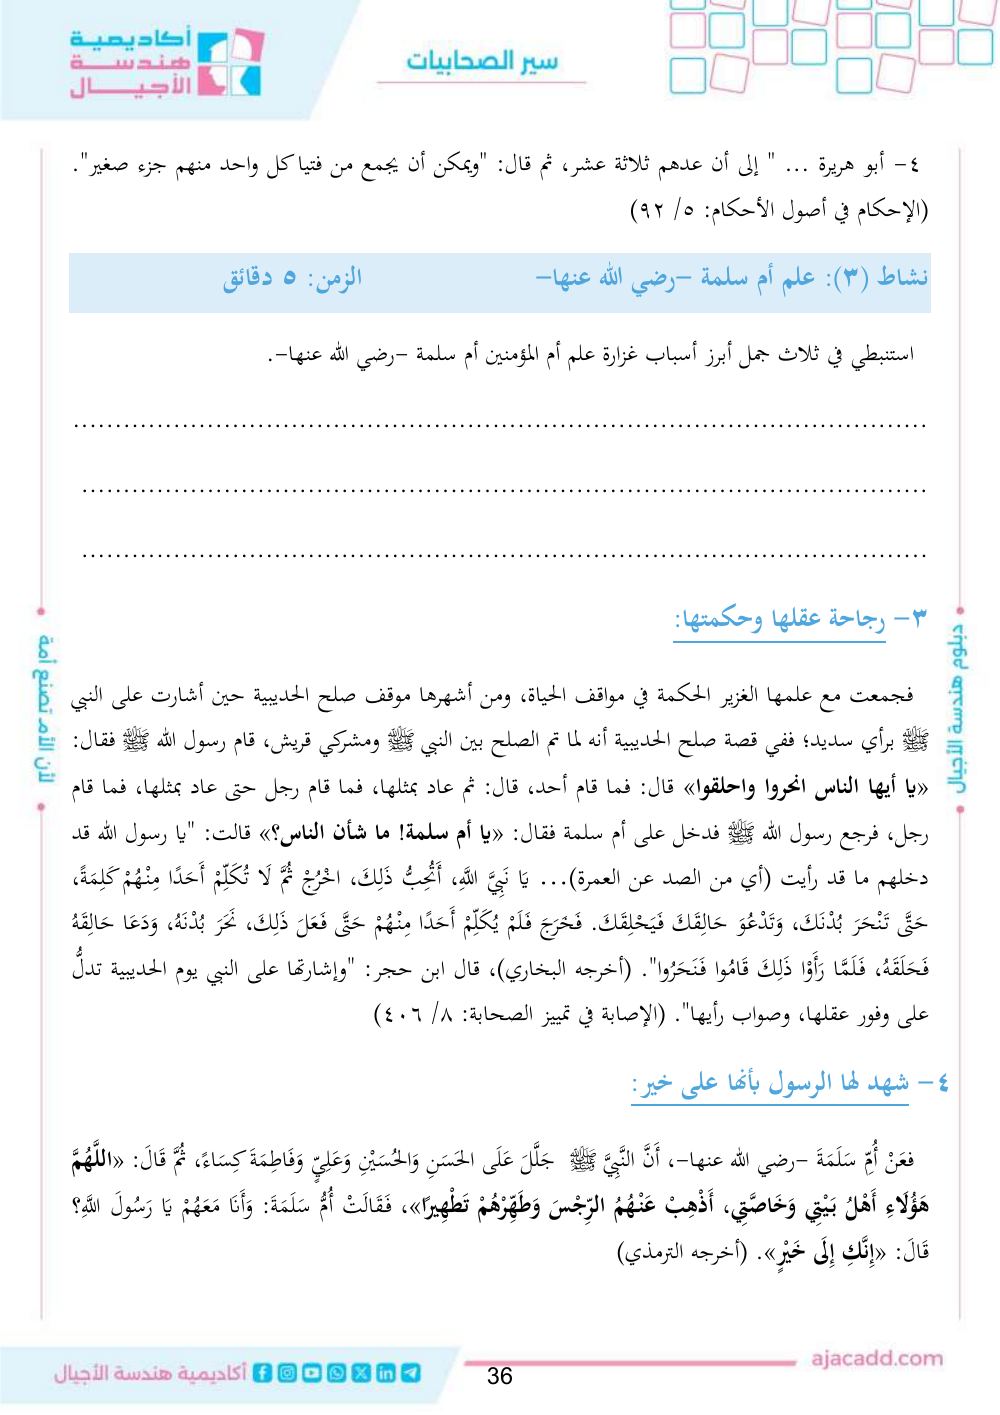 أكاديمية
هندسة
الأجيال
سير الصحابيات
٤- أبو هريرة ... " إلى أن عدهم ثلاثة عشر، ثم قال: "ويمكن أن يجمع من فتيا كل واحد منهم جزء صغير".
(الإحكام في أصول الأحكام: ٥/ ٩٢)
نشاط (٣): علم أم سلمة -رضي الله عنها- الزمن: ٥ دقائق
استنبطي في ثلاث جمل أبرز أسباب غزارة علم أم المؤمنين أم سلمة -رضي الله عنها-.
......................................................................................
.....................................................................................
.....................................................................................
٣- رجاحة عقلها وحكمتها:
فجمعت مع علمها الغزير الحكمة في مواقف الحياة، ومن أشهرها موقف صلح الحديبية حين أشارت على النبي
ﷺ برأي سديد؛ ففي قصة صلح الحديبية أنه لما تم الصلح بين النبي ﷺ ومشركي قريش، قام رسول الله ﷺ فقال:
«يا أيها الناس انحروا واحلقوا» قال: فما قام أحد، قال: ثم عاد بمثلها، فما قام رجل حتى عاد بمثلها، فما قام
رجل، فرجع رسول الله ﷺ فدخل على أم سلمة فقال: «يا أم سلمة! ما شأن الناس؟» قالت: "يا رسول الله قد
دخلهم ما قد رأيت (أي من الصد عن العمرة)... يَا نَبِيَّ اللَّهِ، أَتُحِبُّ ذَلِكَ، اخْرُجْ ثُمَّ لَا تُكَلِّمْ أَحَدًا مِنْهُمْ كَلِمَةً،
حَتَّى تَنْحَرَ بُدْنَكَ، وَتَدْعُوَ حَالِقَكَ فَيَحْلِقَكَ. فَخَرَجَ فَلَمْ يُكَلِّمْ أَحَدًا مِنْهُمْ حَتَّى فَعَلَ ذَلِكَ، نَحَرَ بُدْنَهُ، وَدَعَا حَالِقَهُ
فَحَلَقَهُ، فَلَمَّا رَأَوْا ذَلِكَ قَامُوا فَنَحَرُوا". (أخرجه البخاري)، قال ابن حجر: "وإشارتها على النبي يوم الحديبية تدلُّ
على وفور عقلها، وصواب رأيها". (الإصابة في تمييز الصحابة: ٨/ ٤٠٦)
٤- شهد لها الرسول بأنها على خير:
فعَنْ أُمِّ سَلَمَةَ -رضي الله عنها-، أَنَّ النَّبِيَّ ﷺ جَلَّلَ عَلَى الحَسَنِ وَالحُسَيْنِ وَعَلِيٍّ وَفَاطِمَةَ كِسَاءً، ثُمَّ قَالَ: «اللَّهُمَّ
هَؤُلَاءِ أَهْلُ بَيْتِي وَخَاصَّتِي، أَذْهِبْ عَنْهُمُ الرِّجْسَ وَطَهِّرْهُمْ تَطْهِيرًا»، فَقَالَتْ أُمُّ سَلَمَةَ: وَأَنَا مَعَهُمْ يَا رَسُولَ اللَّهِ؟
قَالَ: «إِنَّكِ إِلَى خَيْرٍ». (أخرجه الترمذي)
دبلوم هندسة الأجيال
لأن الأم تصنع أمة
ajacadd.com
36
أكاديمية هندسة الأجيال